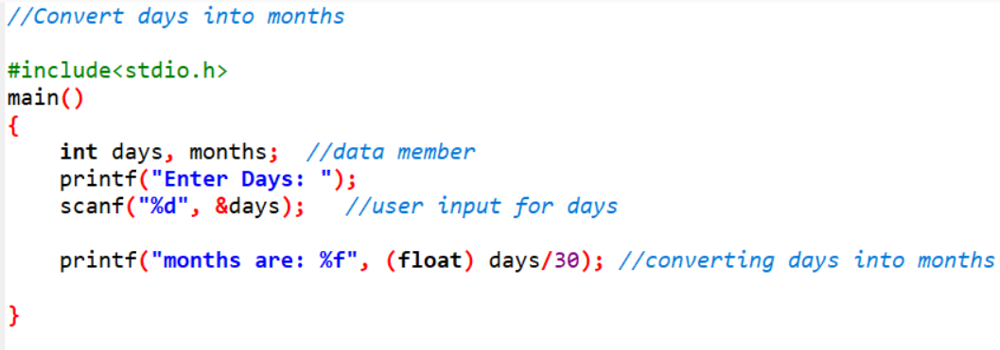 //Convert days into months
#include<stdio.h>
main()
{
int days, months;  //data member
printf("Enter Days: ");
scanf("%d", &days);   //user input for days
printf("months are: %f", (float) days/30); //converting days into months
}